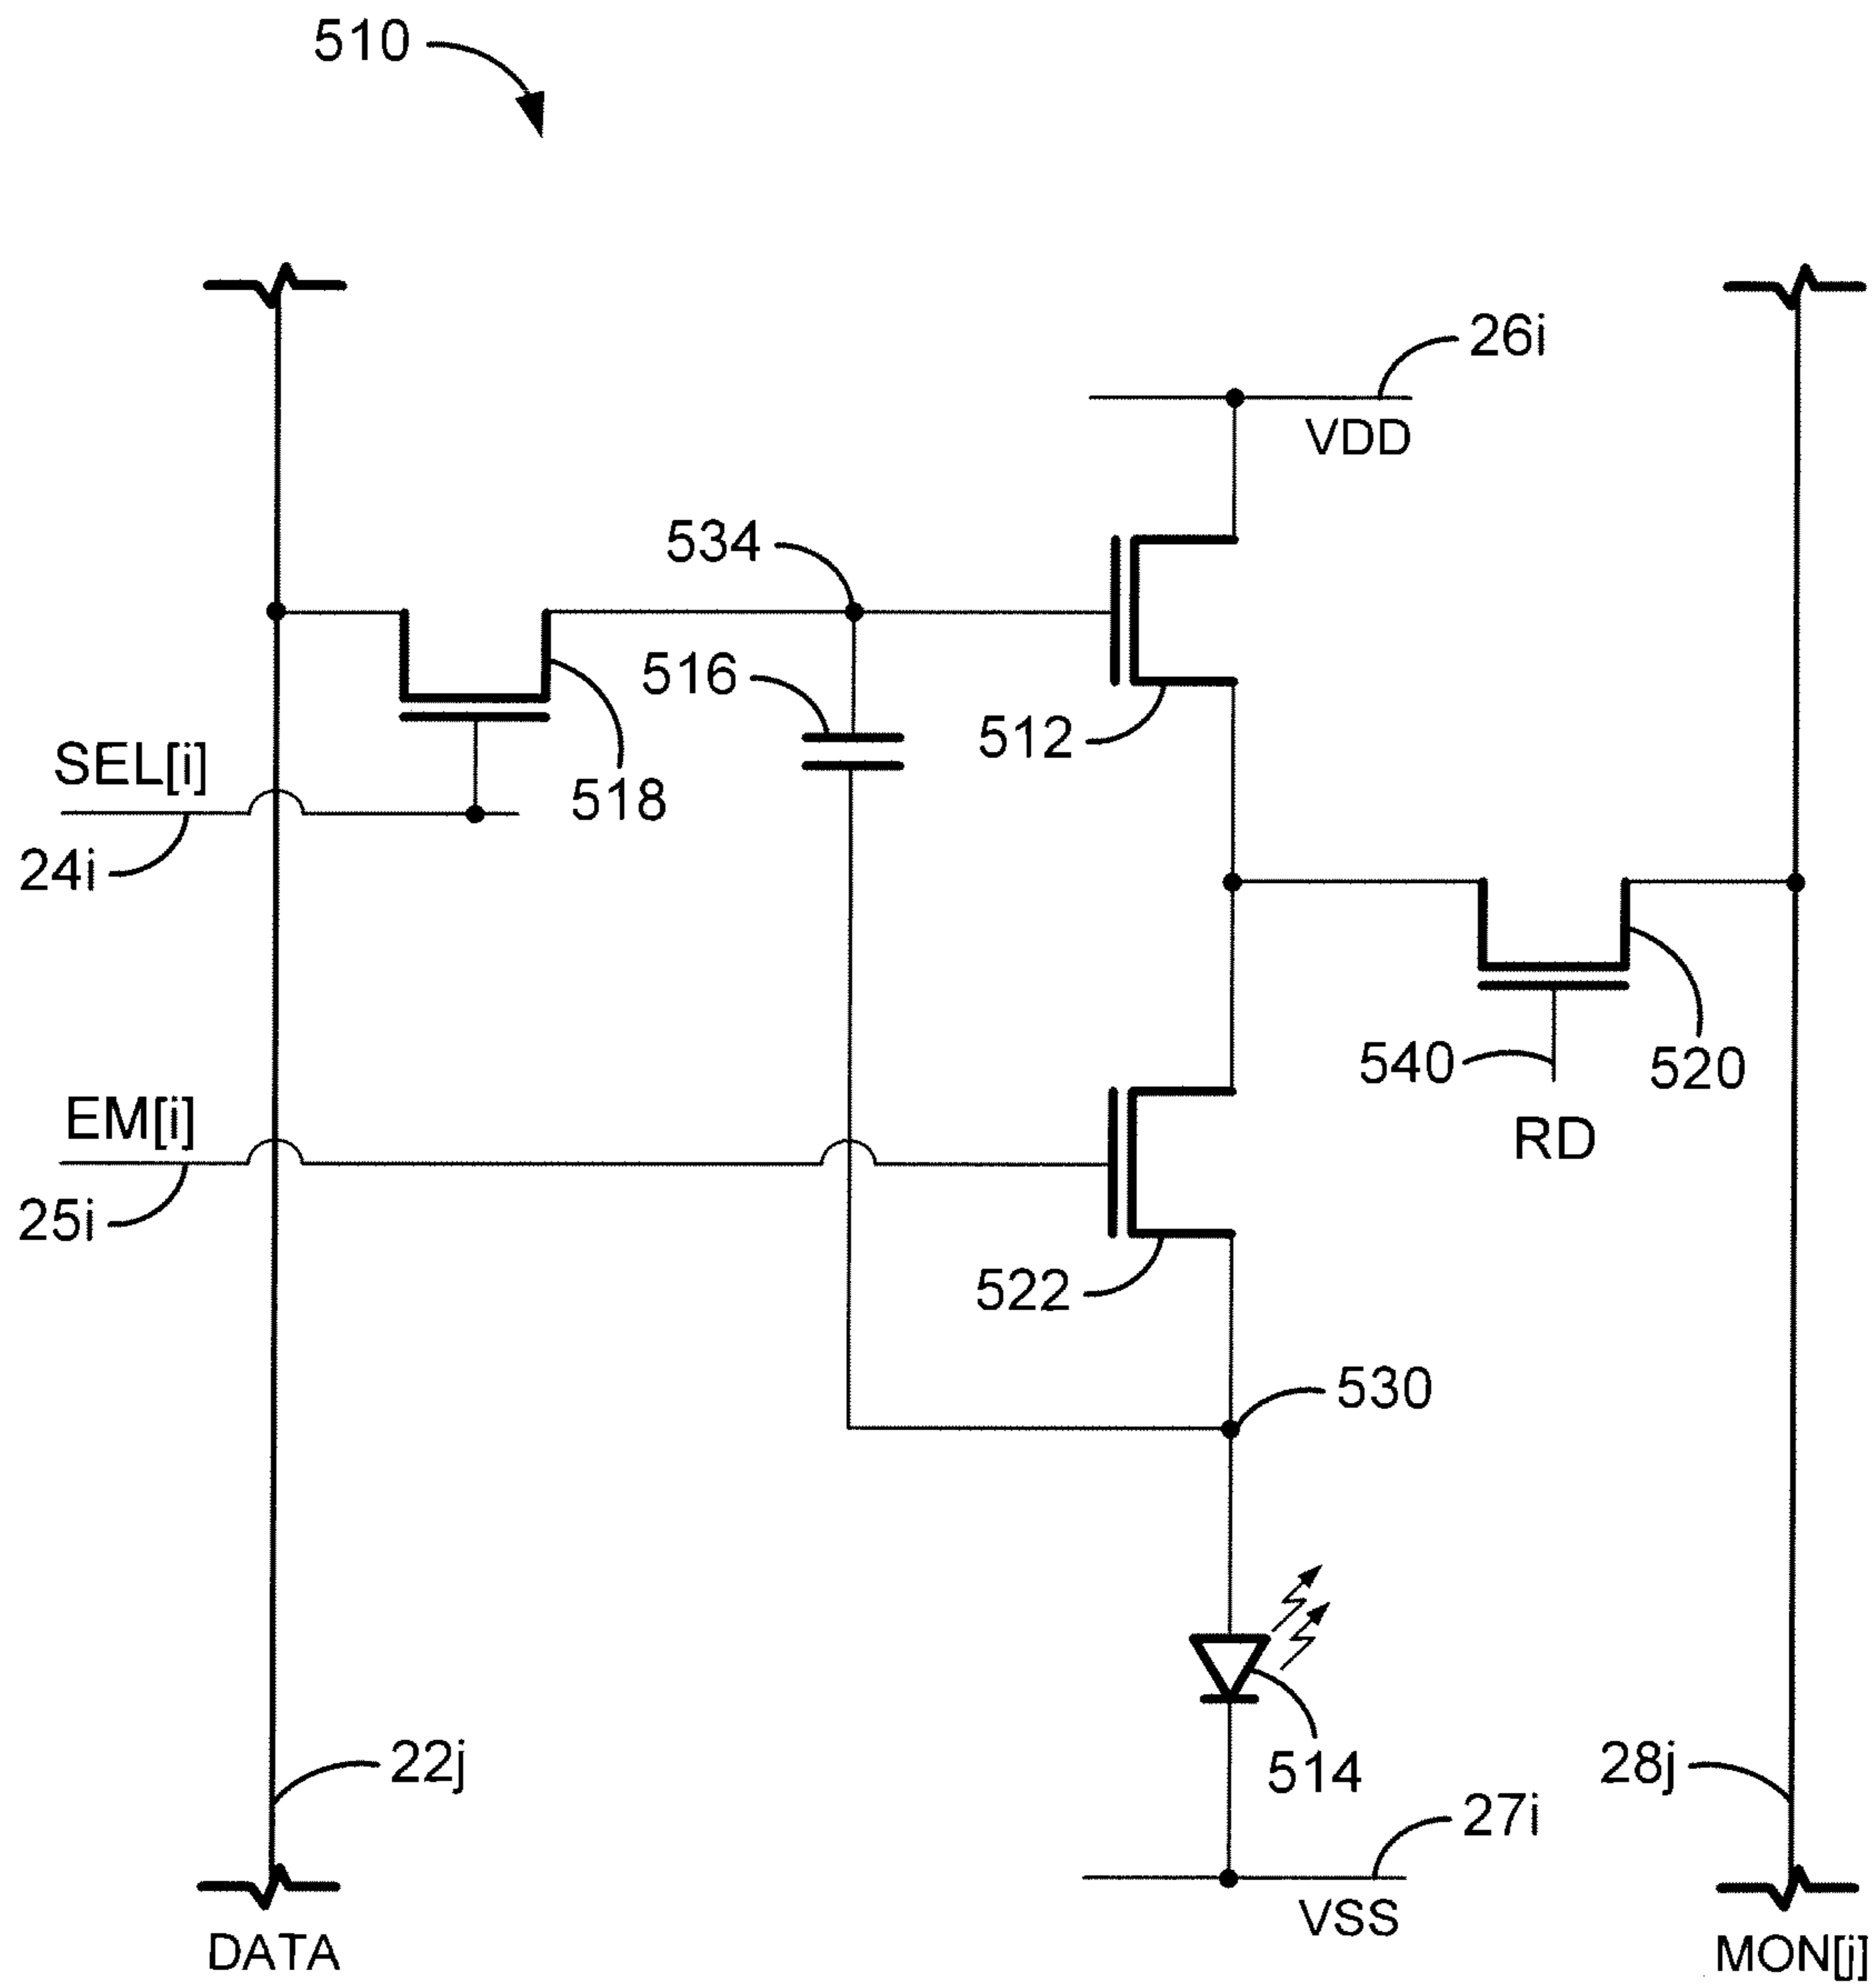 510
26i
VDD
534
516
512
SEL[i]
518
24i
540
520
EM[i]
RD
25i
522
530
22j
514
28j
27i
VSS
DATA
MON[j]